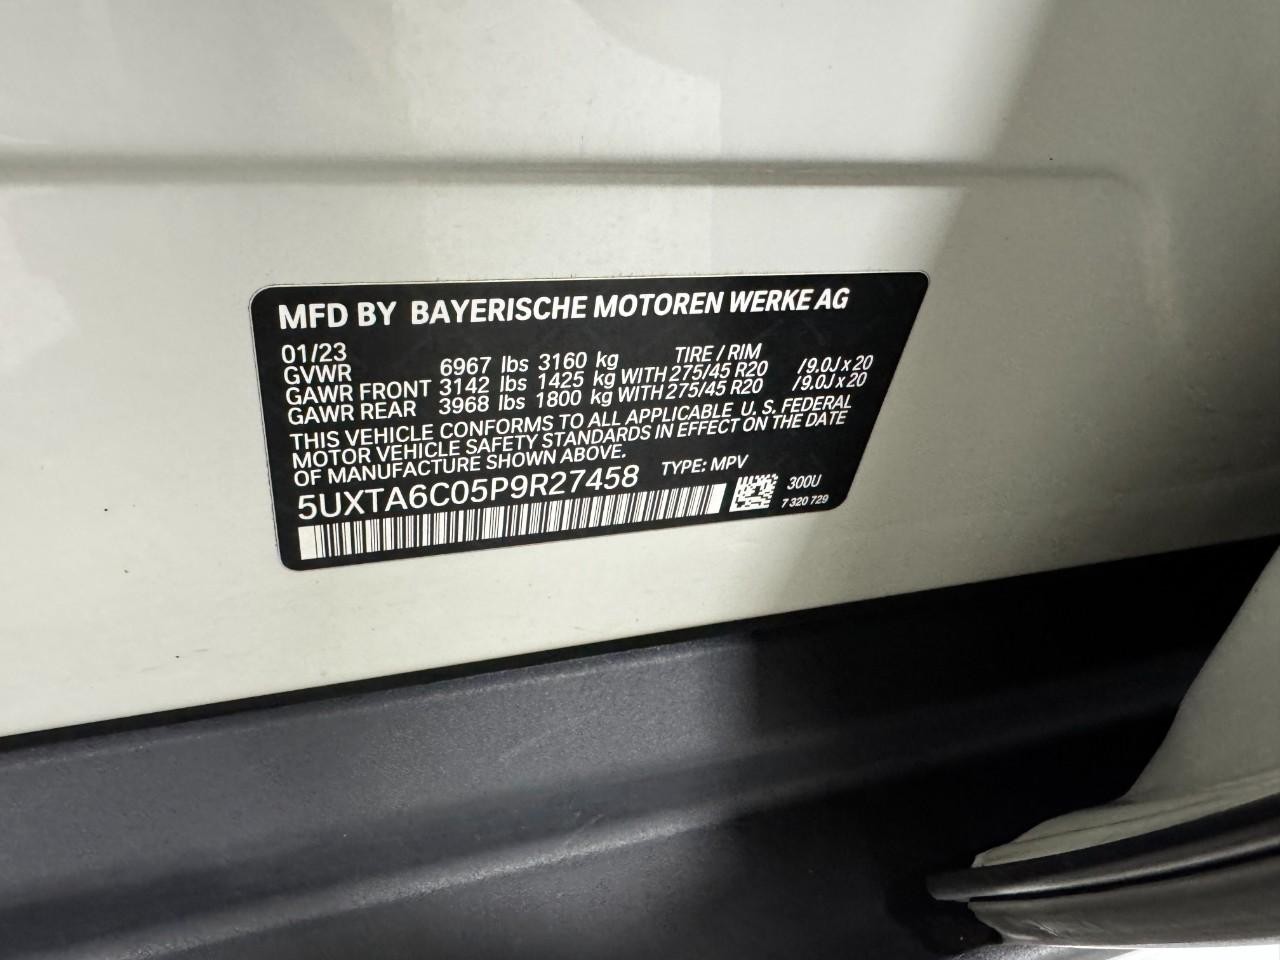 MFD BY BAYERISCHE MOTOREN WERKE AG
01/23 TIRE / RIM
GVWR 6967 lbs 3160 kg
GAWR FRONT 3142 lbs 1425 kg WITH 275/45 R20 /9.0J x 20
GAWR REAR 3968 lbs 1800 kg WITH 275/45 R20 /9.0J x 20
THIS VEHICLE CONFORMS TO ALL APPLICABLE U. S. FEDERAL
MOTOR VEHICLE SAFETY STANDARDS IN EFFECT ON THE DATE
OF MANUFACTURE SHOWN ABOVE.
5UXTA6C05P9R27458 TYPE: MPV
300U
7 320 729